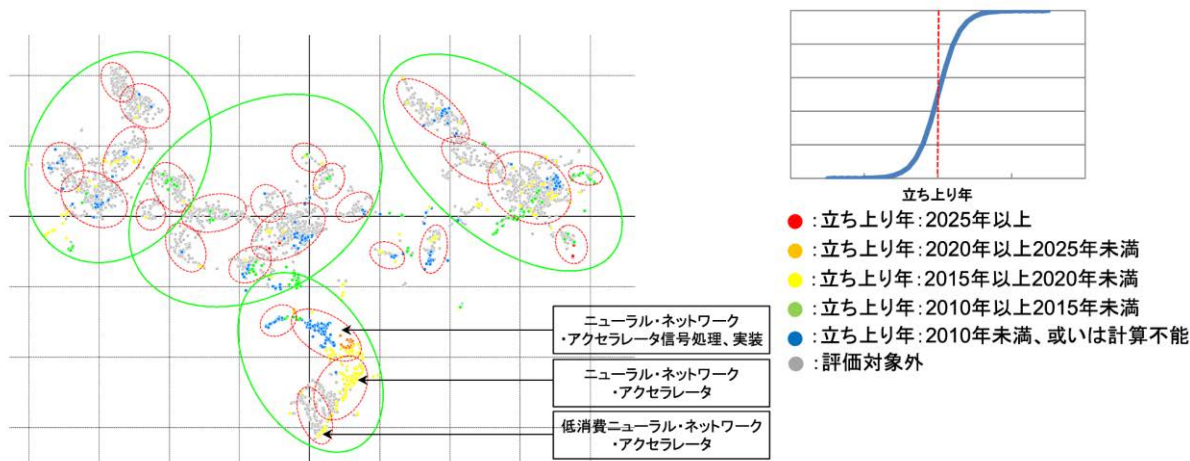 立ち上り年
:立ち上り年:2025年以上
:立ち上り年:2020年以上2025年未満
:立ち上り年:2015年以上2020年未満
:立ち上り年:2010年以上2015年未満
:立ち上り年:2010年未満、或いは計算不能
:評価対象外
ニューラル・ネットワーク
・アクセラレータ信号処理、実装
ニューラル・ネットワーク
・アクセラレータ
低消費ニューラル・ネットワーク
・アクセラレータ